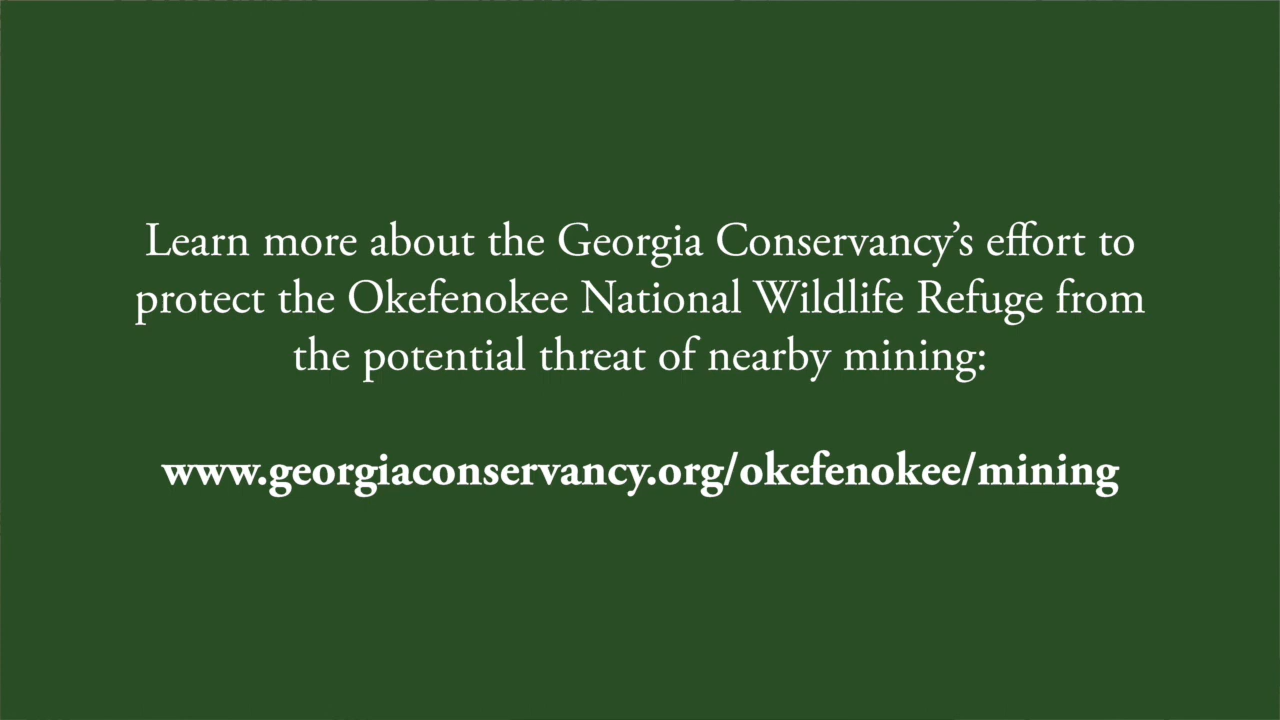 Learn more about the Georgia Conservancy’s effort to
protect the Okefenokee National Wildlife Refuge from
the potential threat of nearby mining:
www.georgiaconservancy.org/okefenokee/mining